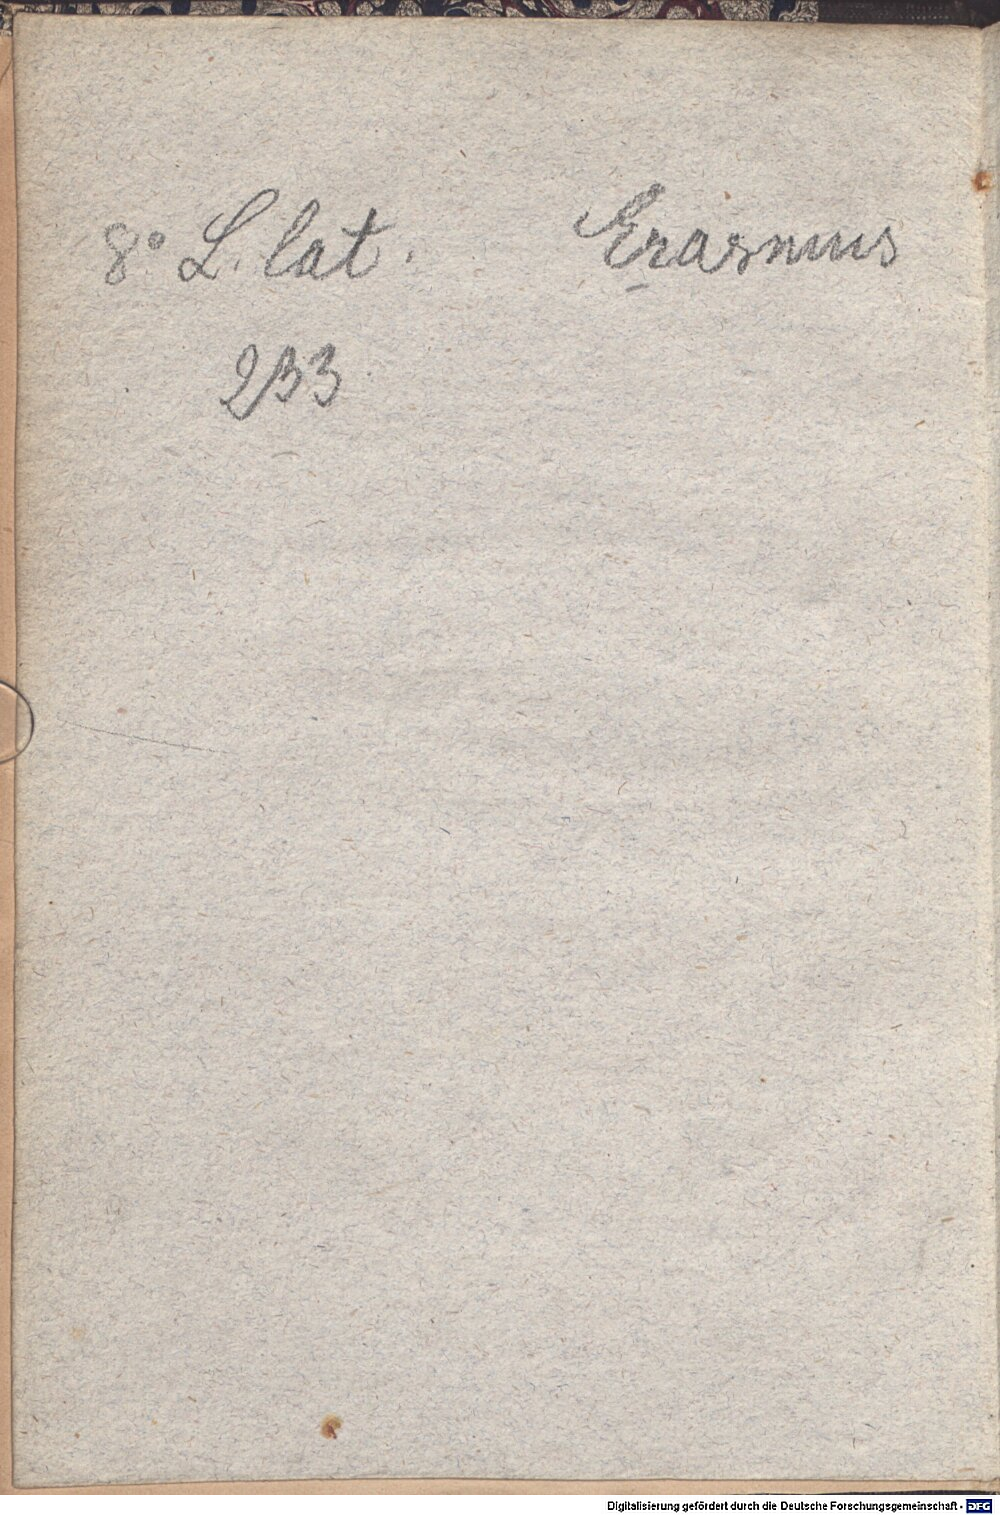 8° L. lat. Erasmus
233
Digitalisierung gefördert durch die Deutsche Forschungsgemeinschaft - DFG